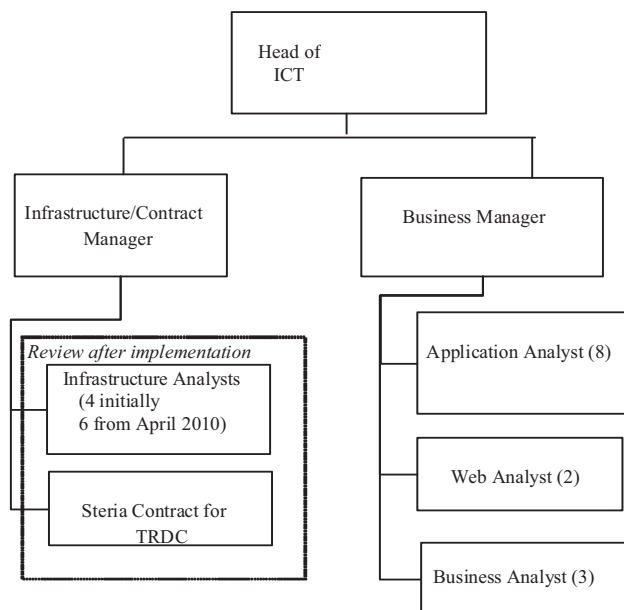 Head of
ICT
Infrastructure/Contract
Manager
Business Manager
Review after implementation
Infrastructure Analysts
(4 initially
6 from April 2010)
Steria Contract for
TRDC
Application Analyst (8)
Web Analyst (2)
Business Analyst (3)